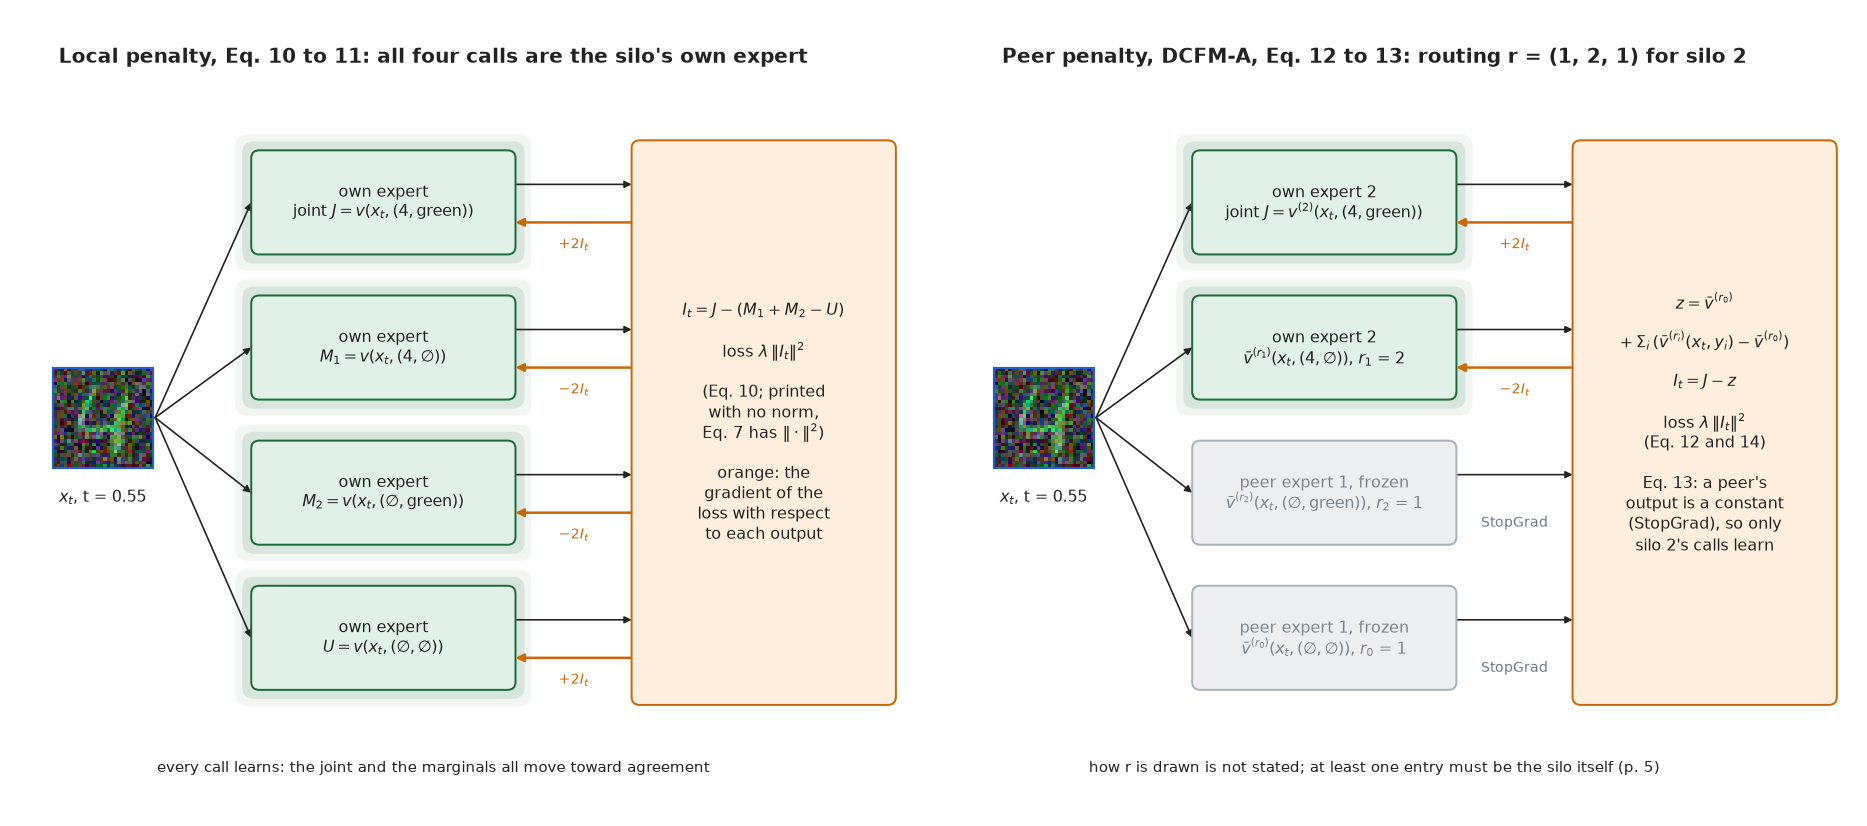 Local penalty, Eq. 10 to 11: all four calls are the silo's own expert
own expert
joint J = v(x_t, (4, green))
+2I_t
own expert
M_1 = v(x_t, (4, ∅))
−2I_t
own expert
M_2 = v(x_t, (∅, green))
−2I_t
own expert
U = v(x_t, (∅, ∅))
+2I_t
x_t, t = 0.55
I_t = J − (M_1 + M_2 − U)
loss λ ‖I_t‖²
(Eq. 10; printed
with no norm,
Eq. 7 has ‖ · ‖²)
orange: the
gradient of the
loss with respect
to each output
every call learns: the joint and the marginals all move toward agreement
Peer penalty, DCFM-A, Eq. 12 to 13: routing r = (1, 2, 1) for silo 2
own expert 2
joint J = v^(2)(x_t, (4, green))
+2I_t
own expert 2
v̄^(r_1)(x_t, (4, ∅)), r_1 = 2
−2I_t
peer expert 1, frozen
v̄^(r_2)(x_t, (∅, green)), r_2 = 1
StopGrad
peer expert 1, frozen
v̄^(r_0)(x_t, (∅, ∅)), r_0 = 1
StopGrad
x_t, t = 0.55
z = v̄^(r_0)
+ Σ_i (v̄^(r_i)(x_t, y_i) − v̄^(r_0))
I_t = J − z
loss λ ‖I_t‖²
(Eq. 12 and 14)
Eq. 13: a peer's
output is a constant
(StopGrad), so only
silo 2's calls learn
how r is drawn is not stated; at least one entry must be the silo itself (p. 5)